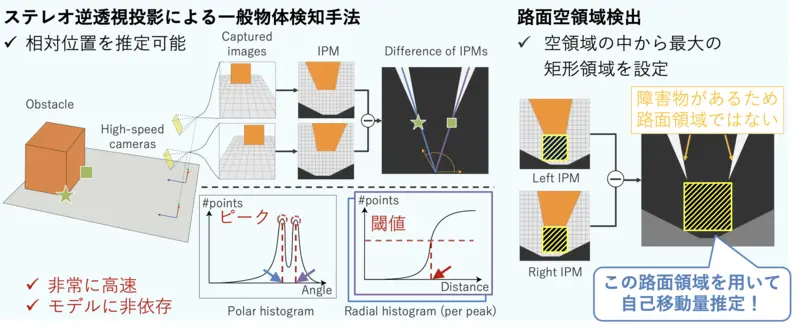 ステレオ逆透視投影による一般物体検知手法
✓ 相対位置を推定可能
Captured
images
IPM
Difference of IPMs
Obstacle
High-speed
cameras
✓ 非常に高速
✓ モデルに非依存
#points
ピーク
Angle
Polar histogram
#points
閾値
Distance
Radial histogram (per peak)
路面空領域検出
✓ 空領域の中から最大の
矩形領域を設定
障害物があるため
路面領域ではない
Left IPM
Right IPM
この路面領域を用いて
自己移動量推定！